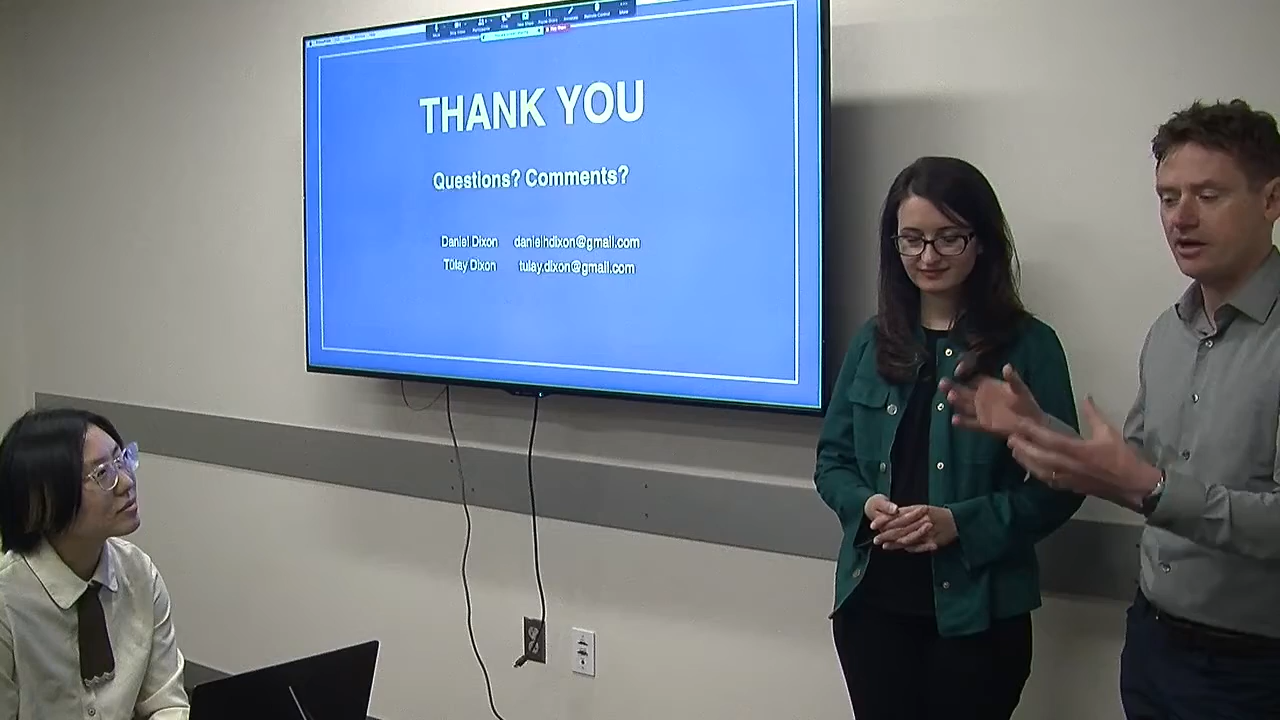 THANK YOU
Questions? Comments?
Daniel Dixon danielhdixon@gmail.com
Tülay Dixon tulay.dixon@gmail.com